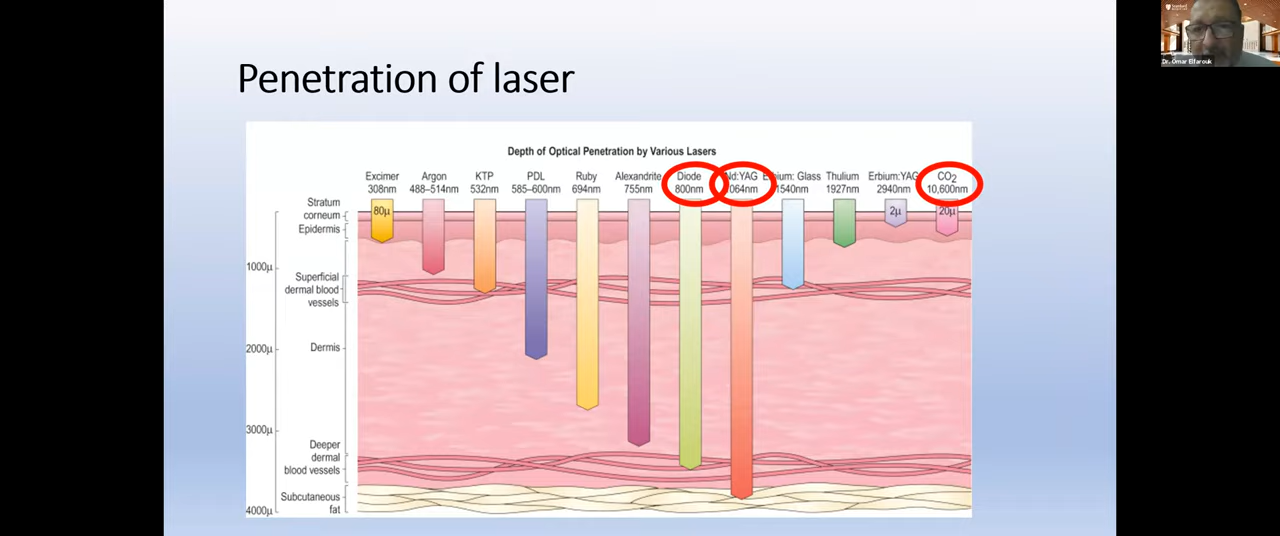 Penetration of laser
Depth of Optical Penetration by Various Lasers
Excimer Argon KTP PDL Ruby Alexandrite Diode Nd:YAG Erbium: Glass Thulium Erbium:YAG CO2
308nm 488–514nm 532nm 585–600nm 694nm 755nm 800nm 1064nm 1540nm 1927nm 2940nm 10,600nm
Stratum
corneum
80µ 2µ 20µ
Epidermis
1000µ
Superficial
dermal blood
vessels
Dermis
2000µ
3000µ
Deeper
dermal
blood vessels
Subcutaneous
fat
4000µ
Dr. Omar Elfarouk